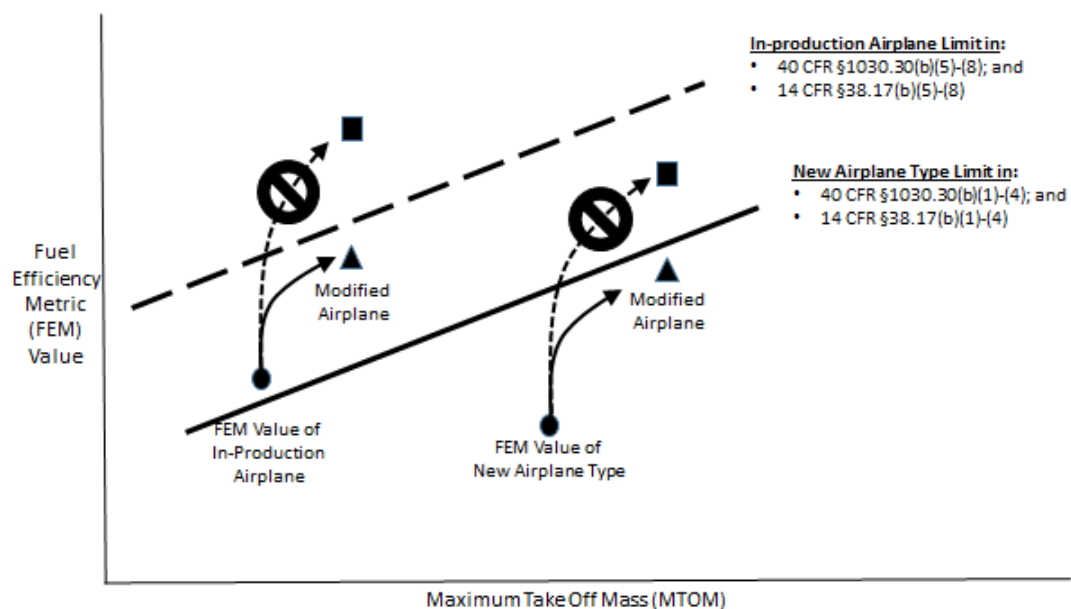 In-production Airplane Limit in:
• 40 CFR §1030.30(b)(5)-(8); and
• 14 CFR §38.17(b)(5)-(8)
New Airplane Type Limit in:
• 40 CFR §1030.30(b)(1)-(4); and
• 14 CFR §38.17(b)(1)-(4)
Fuel
Efficiency
Metric
(FEM)
Value
Modified
Airplane
Modified
Airplane
FEM Value of
In-Production
Airplane
FEM Value of
New Airplane Type
Maximum Take Off Mass (MTOM)